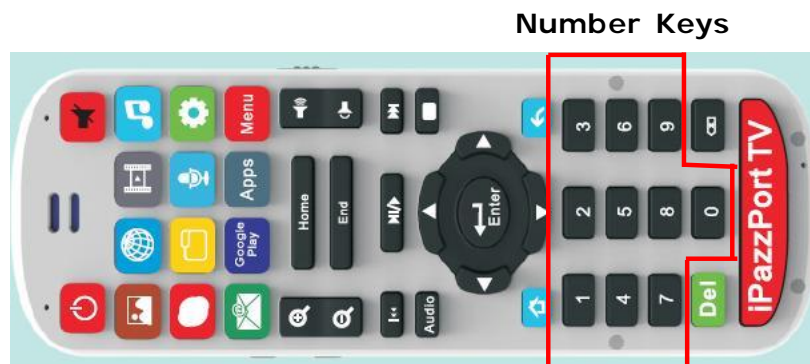 Number Keys
Google Play
Apps
Menu
Home
End
Audio
Enter
1 2 3
4 5 6
7 8 9
Del 0
iPazzPort TV